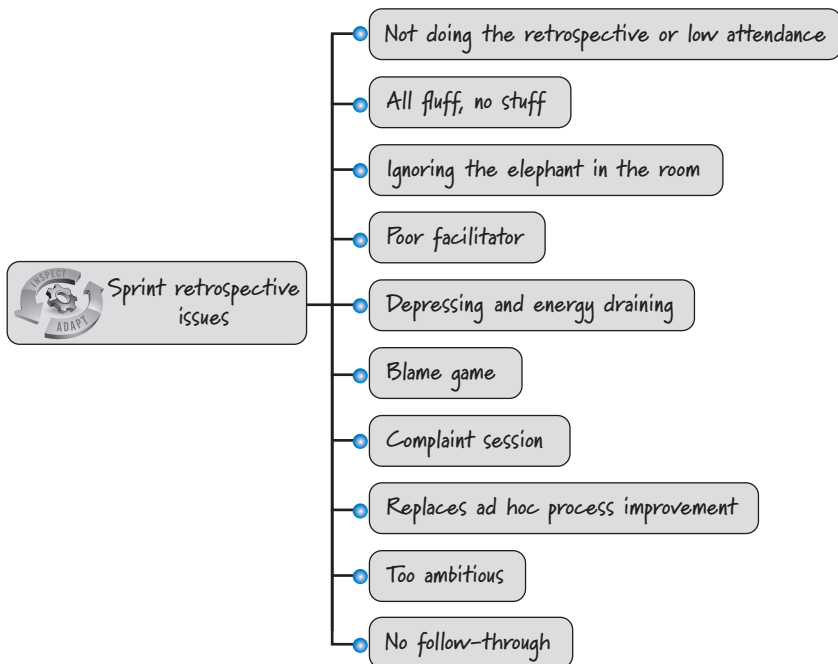 Not doing the retrospective or low attendance
All fluff, no stuff
Ignoring the elephant in the room
Poor facilitator
INSPECT
ADAPT
Sprint retrospective
issues
Depressing and energy draining
Blame game
Complaint session
Replaces ad hoc process improvement
Too ambitious
No follow-through